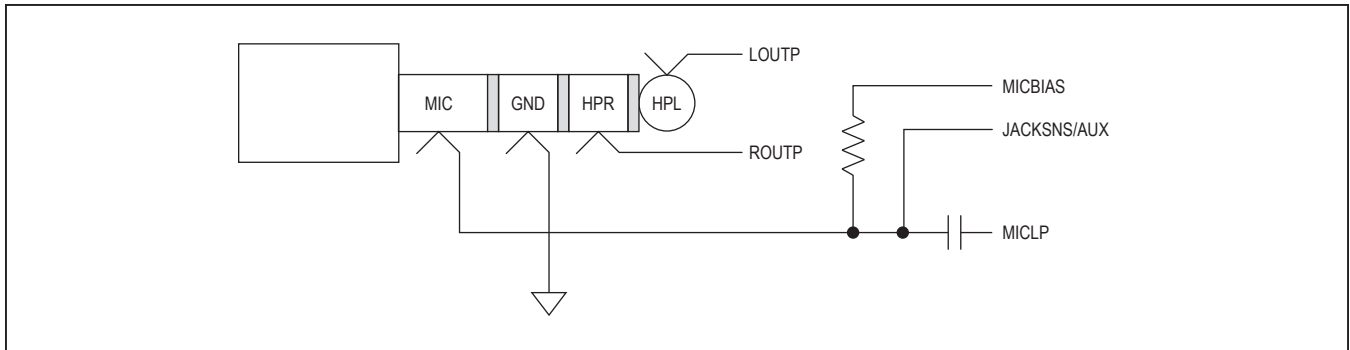 LOUTP
MIC GND HPR HPL
MICBIAS
JACKSNS/AUX
ROUTP
MICLP